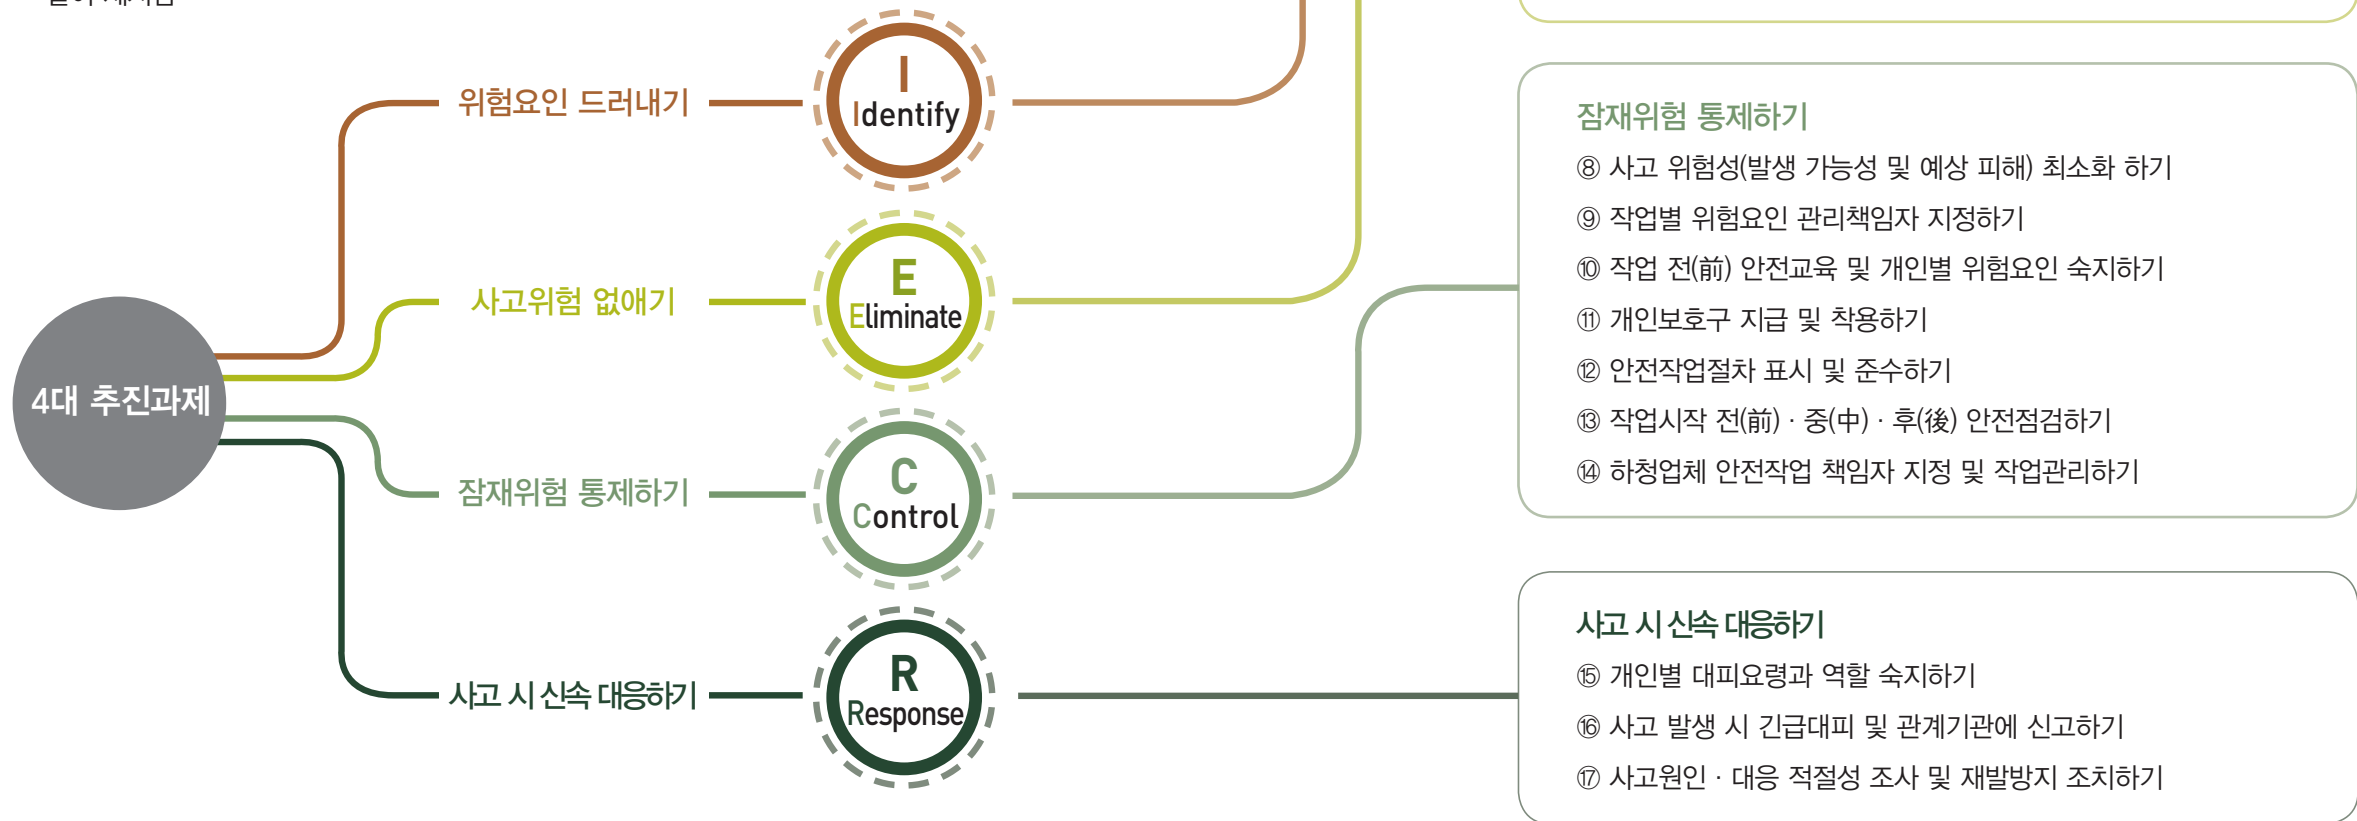 4대 추진과제
위험요인 드러내기
I
Identify
사고위험 없애기
E
Eliminate
잠재위험 통제하기
C
Control
사고 시 신속 대응하기
R
Response
잠재위험 통제하기
⑧ 사고 위험성(발생 가능성 및 예상 피해) 최소화 하기
⑨ 작업별 위험요인 관리책임자 지정하기
⑩ 작업 전(前) 안전교육 및 개인별 위험요인 숙지하기
⑪ 개인보호구 지급 및 착용하기
⑫ 안전작업절차 표시 및 준수하기
⑬ 작업시작 전(前) · 중(中) · 후(後) 안전점검하기
⑭ 하청업체 안전작업 책임자 지정 및 작업관리하기
사고 시 신속 대응하기
⑮ 개인별 대피요령과 역할 숙지하기
⑯ 사고 발생 시 긴급대피 및 관계기관에 신고하기
⑰ 사고원인 · 대응 적절성 조사 및 재발방지 조치하기